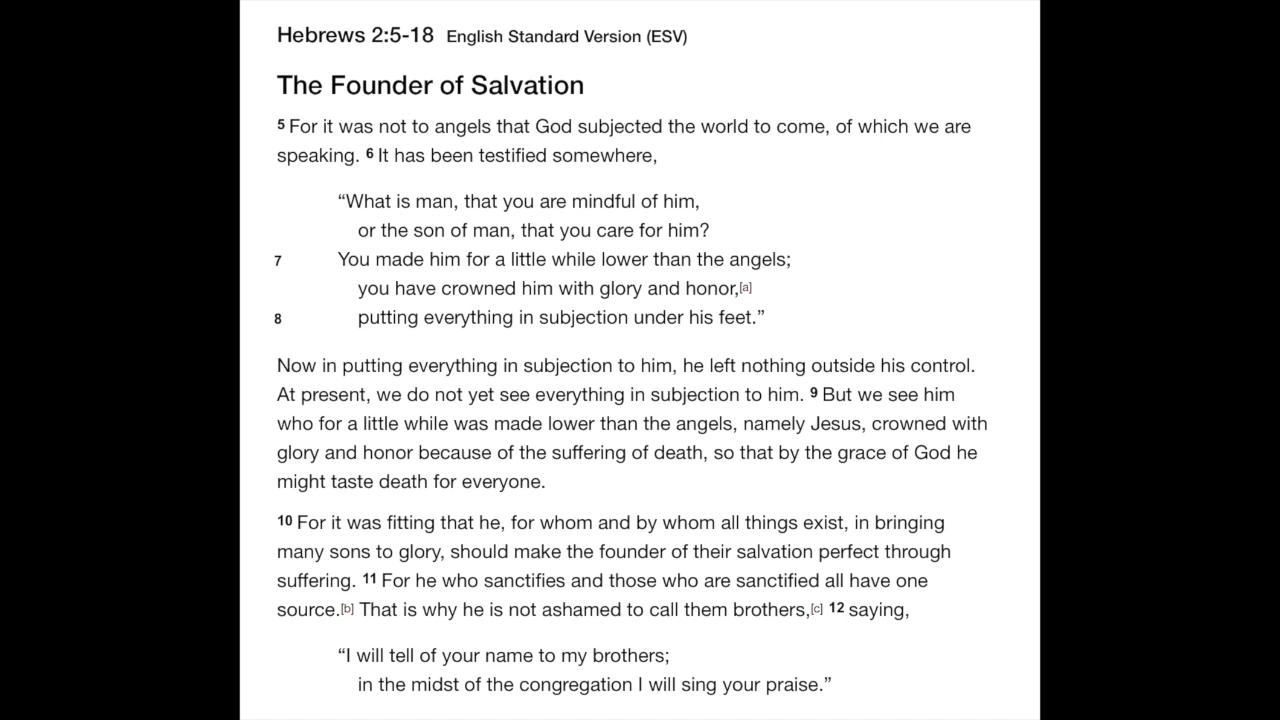 Hebrews 2:5-18 English Standard Version (ESV)
The Founder of Salvation
5 For it was not to angels that God subjected the world to come, of which we are
speaking. 6 It has been testified somewhere,
“What is man, that you are mindful of him,
or the son of man, that you care for him?
7 You made him for a little while lower than the angels;
you have crowned him with glory and honor,[a]
8 putting everything in subjection under his feet.”
Now in putting everything in subjection to him, he left nothing outside his control.
At present, we do not yet see everything in subjection to him. 9 But we see him
who for a little while was made lower than the angels, namely Jesus, crowned with
glory and honor because of the suffering of death, so that by the grace of God he
might taste death for everyone.
10 For it was fitting that he, for whom and by whom all things exist, in bringing
many sons to glory, should make the founder of their salvation perfect through
suffering. 11 For he who sanctifies and those who are sanctified all have one
source.[b] That is why he is not ashamed to call them brothers,[c] 12 saying,
“I will tell of your name to my brothers;
in the midst of the congregation I will sing your praise.”